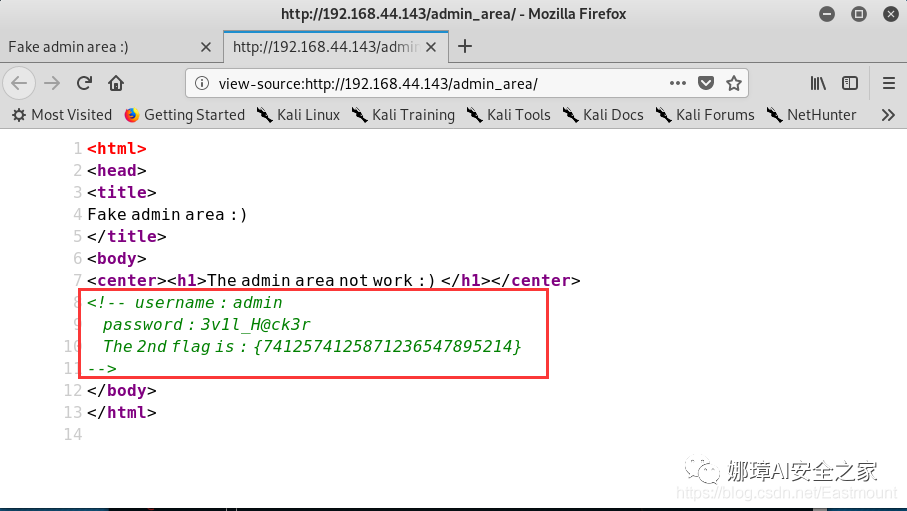 http://192.168.44.143/admin_area/ - Mozilla Firefox
Fake admin area :)
http://192.168.44.143/admin
view-source:http://192.168.44.143/admin_area/
Most Visited Getting Started Kali Linux Kali Training Kali Tools Kali Docs Kali Forums NetHunter
1 <html>
2 <head>
3 <title>
4 Fake admin area :)
5 </title>
6 <body>
7 <center><h1>The admin area not work :) </h1></center>
8 <!-- username : admin
9 password : 3v1l_H@ck3r
10 The 2nd flag is : {7412574125871236547895214}
11 -->
12 </body>
13 </html>
14
娜璋AI安全之家
https://blog.csdn.net/Eastmount